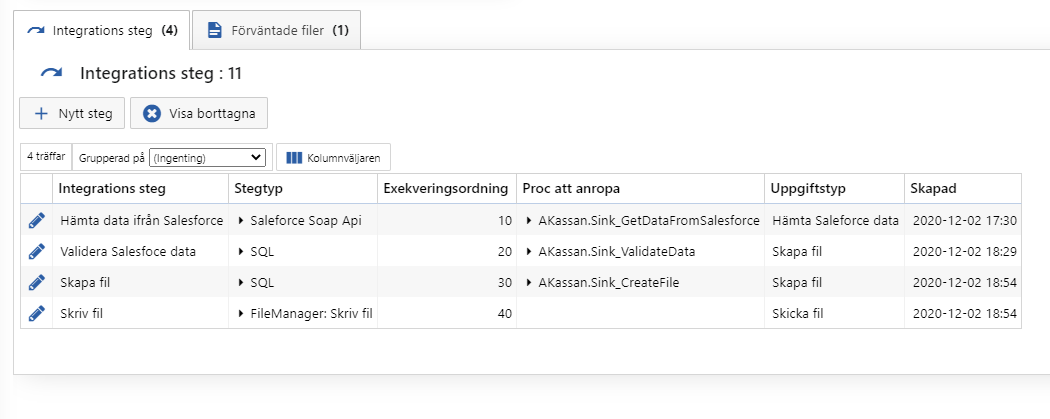 Integrations steg (4) Förväntade filer (1)
Integrations steg : 11
Nytt steg Visa borttagna
4 träffar Grupperad på (Ingenting) Kolumnväljaren
Integrations steg Stegtyp Exekveringsordning Proc att anropa Uppgiftstyp Skapad
Hämta data ifrån Salesforce Saleforce Soap Api 10 AKassan.Sink_GetDataFromSalesforce Hämta Saleforce data 2020-12-02 17:30
Validera Salesfoce data SQL 20 AKassan.Sink_ValidateData Skapa fil 2020-12-02 18:29
Skapa fil SQL 30 AKassan.Sink_CreateFile Skapa fil 2020-12-02 18:54
Skriv fil FileManager: Skriv fil 40 Skicka fil 2020-12-02 18:54